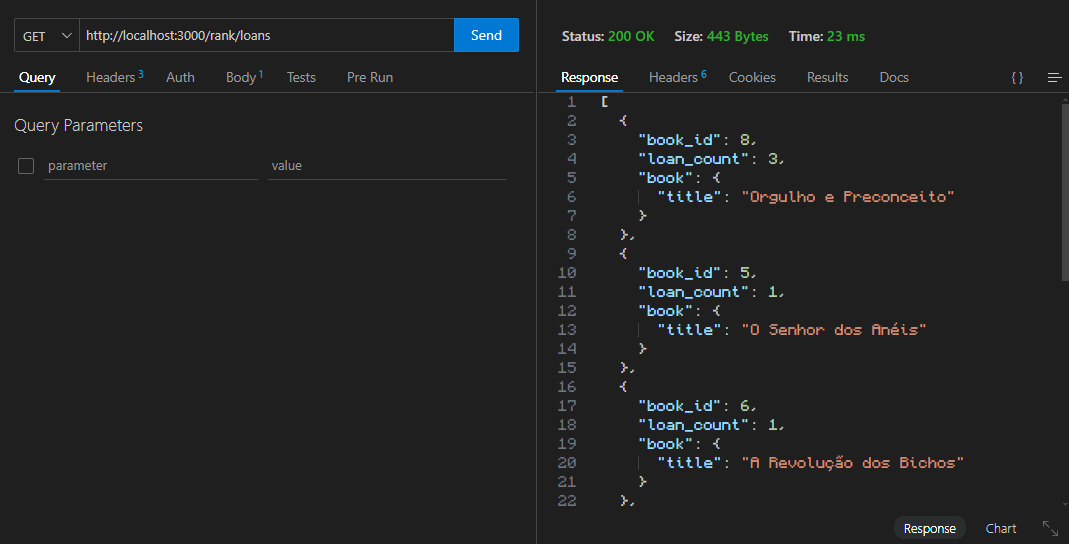 GET http://localhost:3000/rank/loans Send
Query Headers 3 Auth Body 1 Tests Pre Run
Query Parameters
parameter value
Status: 200 OK Size: 443 Bytes Time: 23 ms
Response Headers 6 Cookies Results Docs { }
1 [
2 {
3 "book_id": 8,
4 "loan_count": 3,
5 "book": {
6 "title": "Orgulho e Preconceito"
7 }
8 },
9 {
10 "book_id": 5,
11 "loan_count": 1,
12 "book": {
13 "title": "O Senhor dos Anéis"
14 }
15 },
16 {
17 "book_id": 6,
18 "loan_count": 1,
19 "book": {
20 "title": "A Revolução dos Bichos"
21 }
22 },
Response Chart